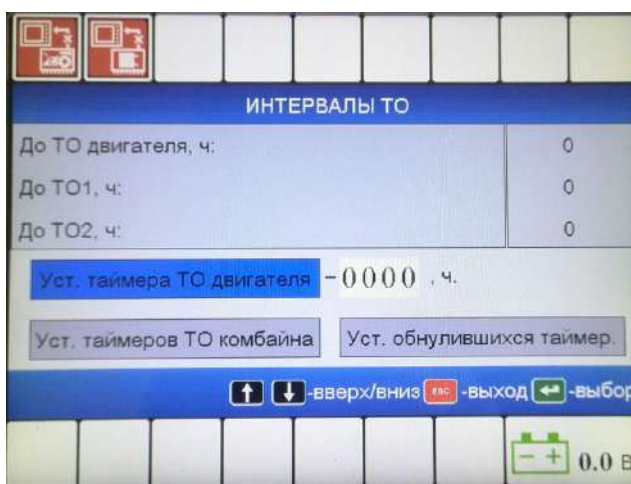 ИНТЕРВАЛЫ ТО
До ТО двигателя, ч: 0
До ТО1, ч: 0
До ТО2, ч: 0
Уст. таймера ТО двигателя -0000 , ч.
Уст. таймеров ТО комбайна Уст. обнулившихся таймер.
-вверх/вниз ESC -выход -выбор
- + 0.0 В